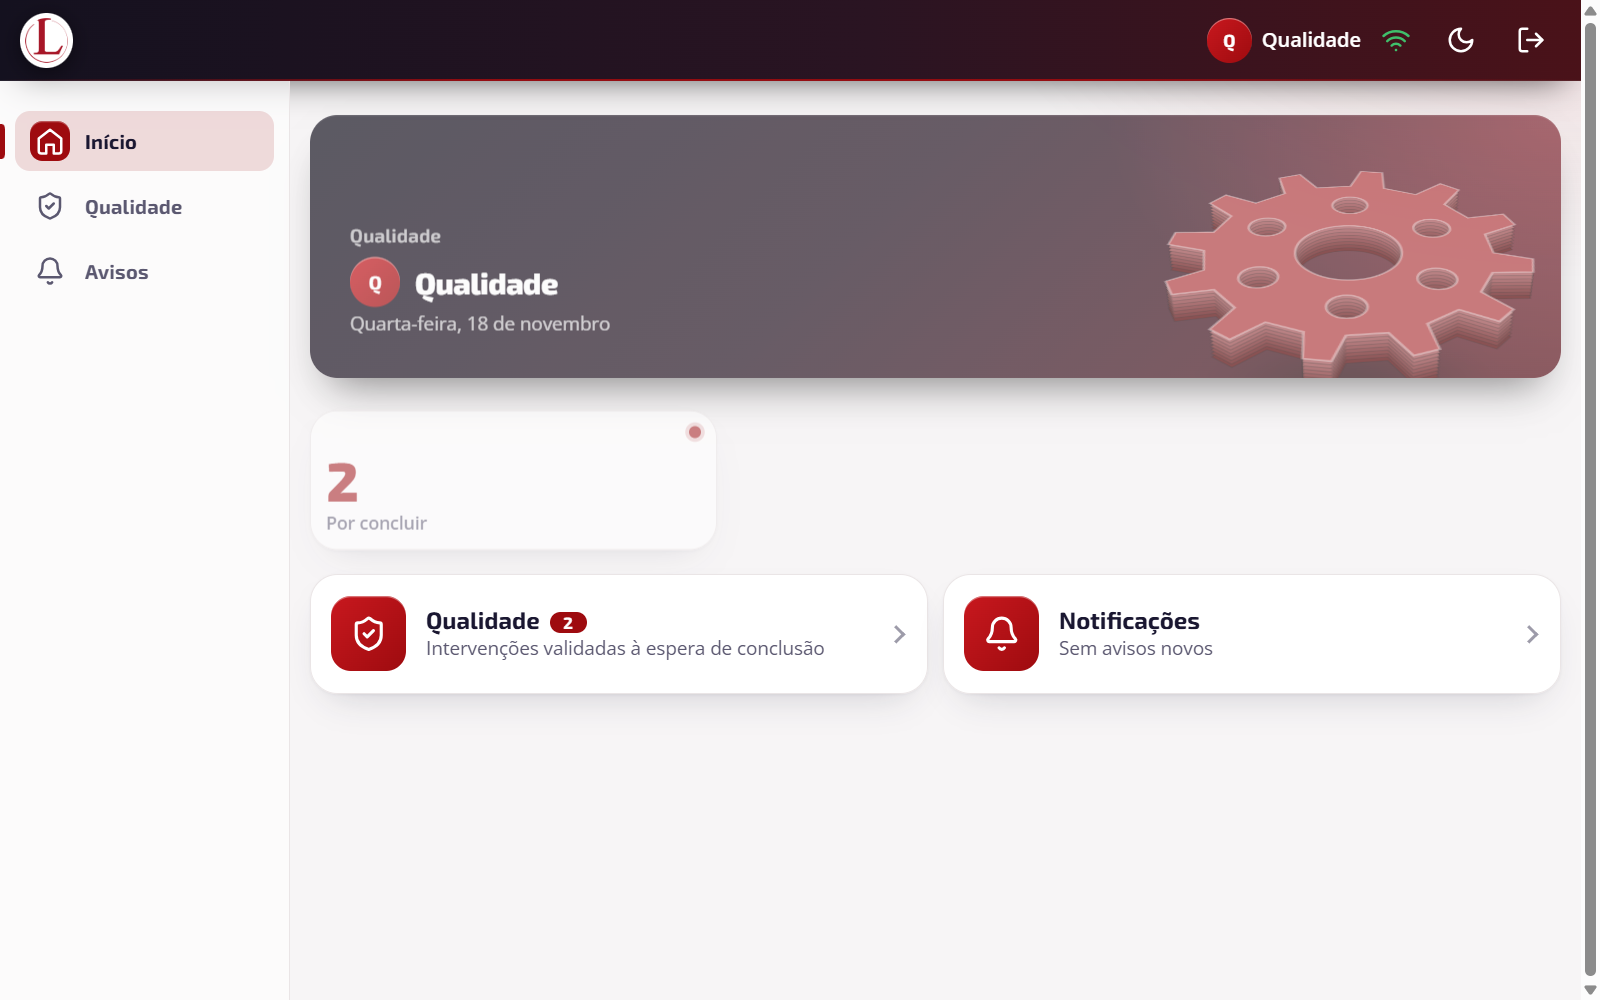 L
Q Qualidade
Início
Qualidade
Avisos
Qualidade
Q Qualidade
Quarta-feira, 18 de novembro
2
Por concluir
Qualidade 2
Intervenções validadas à espera de conclusão
Notificações
Sem avisos novos